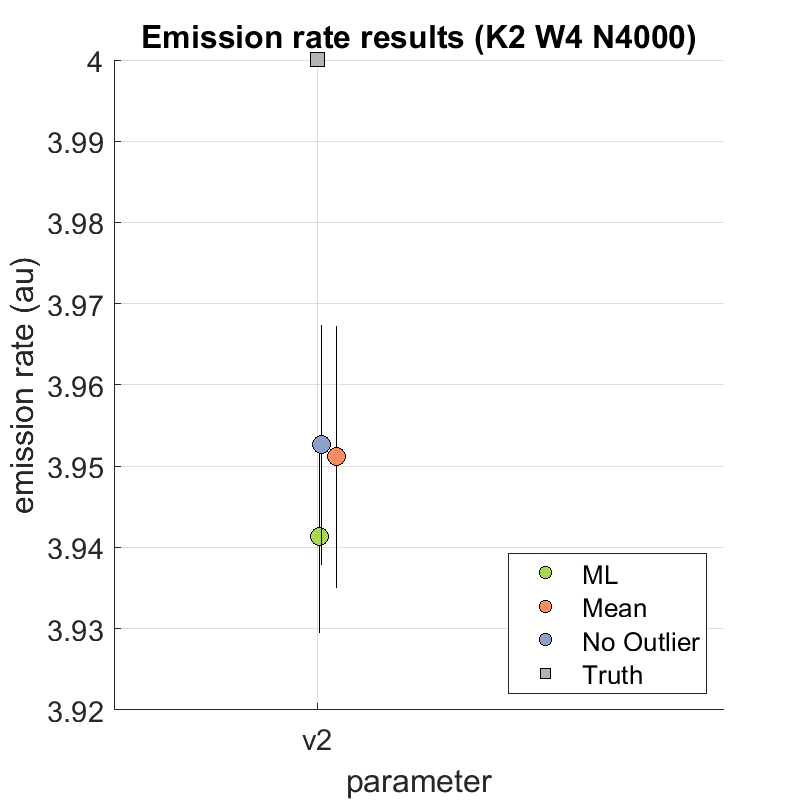 Emission rate results (K2 W4 N4000)
4
3.99
3.98
3.97
3.96
3.95
3.94
3.93
3.92
emission rate (au)
ML
Mean
No Outlier
Truth
v2
parameter